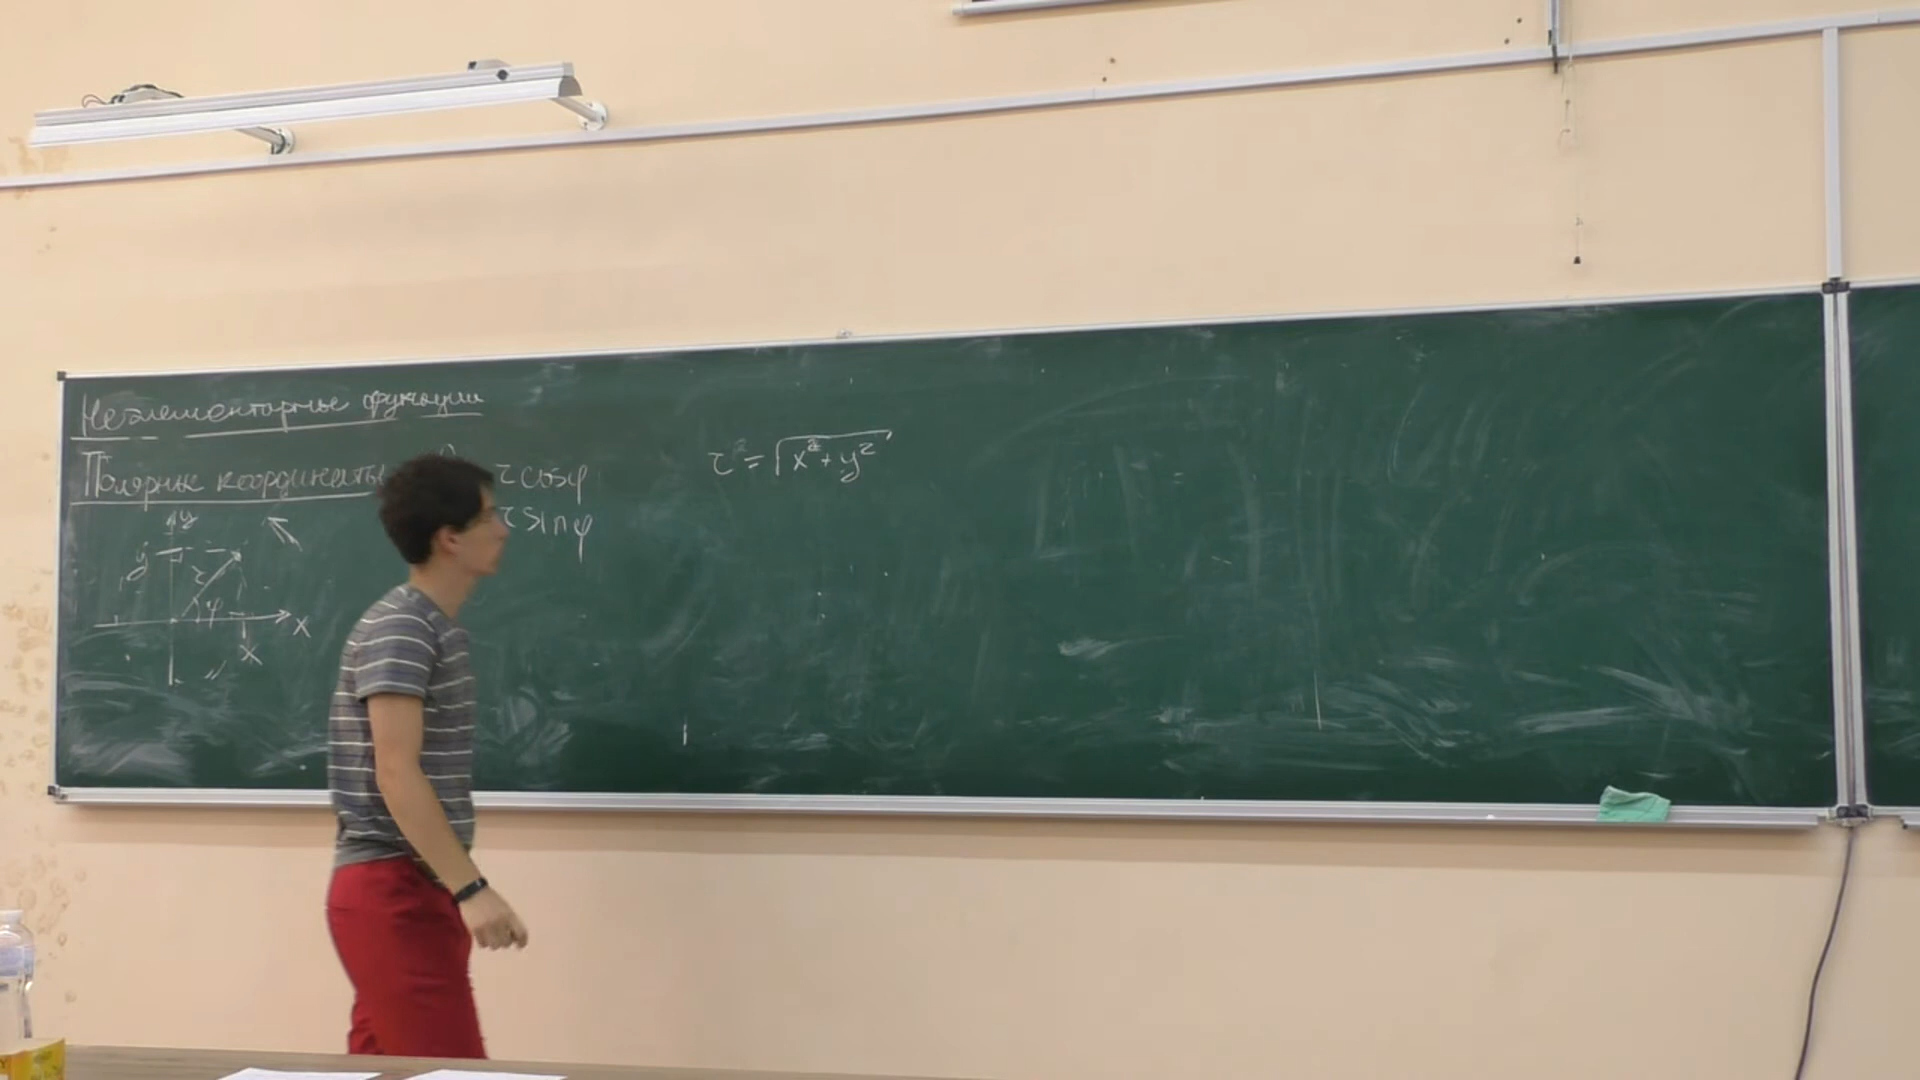 Неэлементарные функции
Полярные координаты
r cos φ
r sin φ
r = √x²+y²
y
y
r
φ
x
x